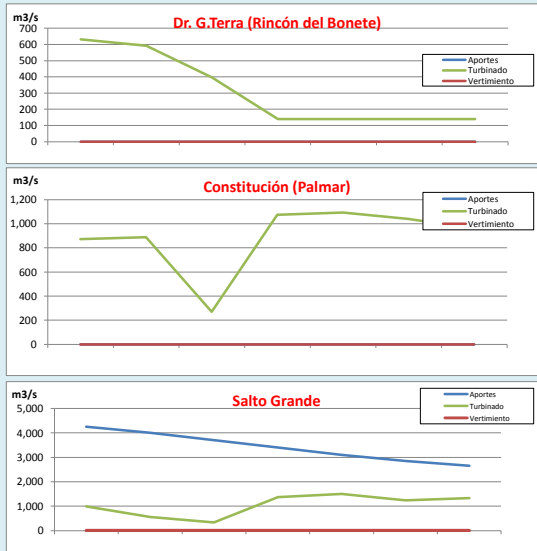 m3/s
Dr. G.Terra (Rincón del Bonete)
700
600
500
400
300
200
100
0
Aportes
Turbinado
Vertimiento
m3/s
Constitución (Palmar)
1,200
1,000
800
600
400
200
0
Aportes
Turbinado
Vertimiento
m3/s
Salto Grande
5,000
4,000
3,000
2,000
1,000
0
Aportes
Turbinado
Vertimiento